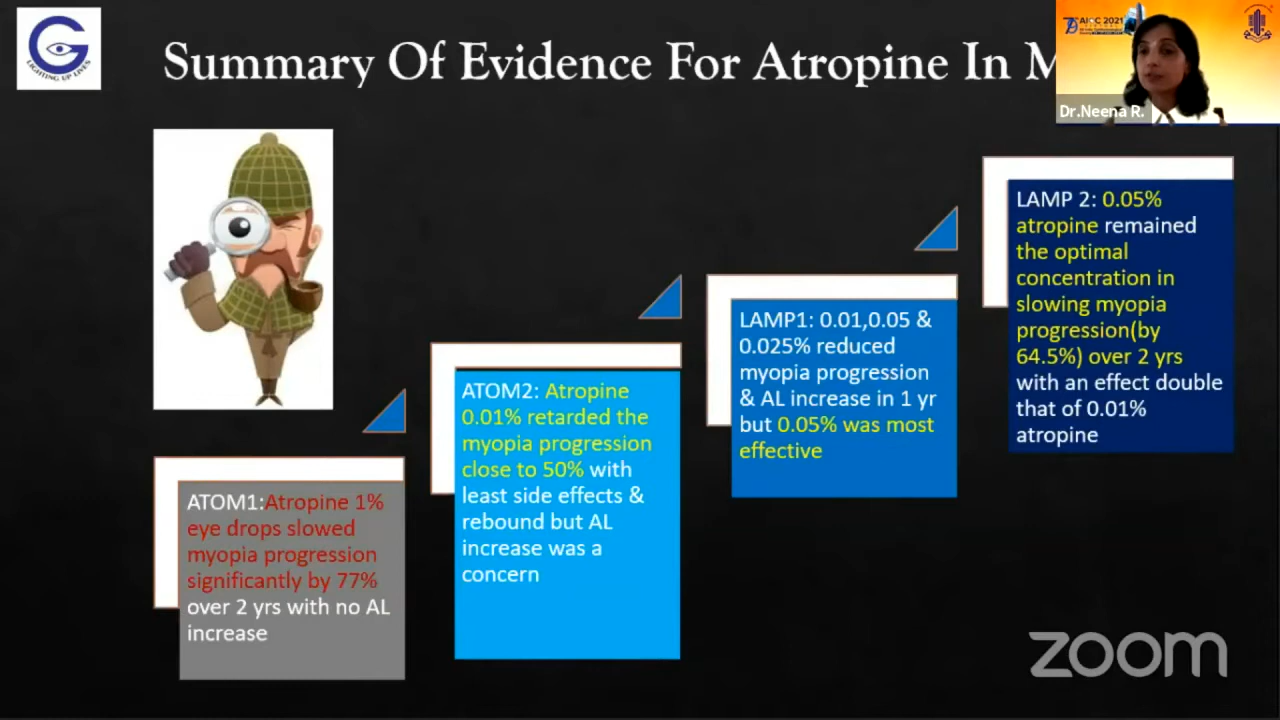 LIGHTING UP LIVES
Summary Of Evidence For Atropine In M
AIOC 2021
Dr.Neena R.
ATOM1:Atropine 1%
eye drops slowed
myopia progression
significantly by 77%
over 2 yrs with no AL
increase
ATOM2: Atropine
0.01% retarded the
myopia progression
close to 50% with
least side effects &
rebound but AL
increase was a
concern
LAMP1: 0.01,0.05 &
0.025% reduced
myopia progression
& AL increase in 1 yr
but 0.05% was most
effective
LAMP 2: 0.05%
atropine remained
the optimal
concentration in
slowing myopia
progression(by
64.5%) over 2 yrs
with an effect double
that of 0.01%
atropine
zoom